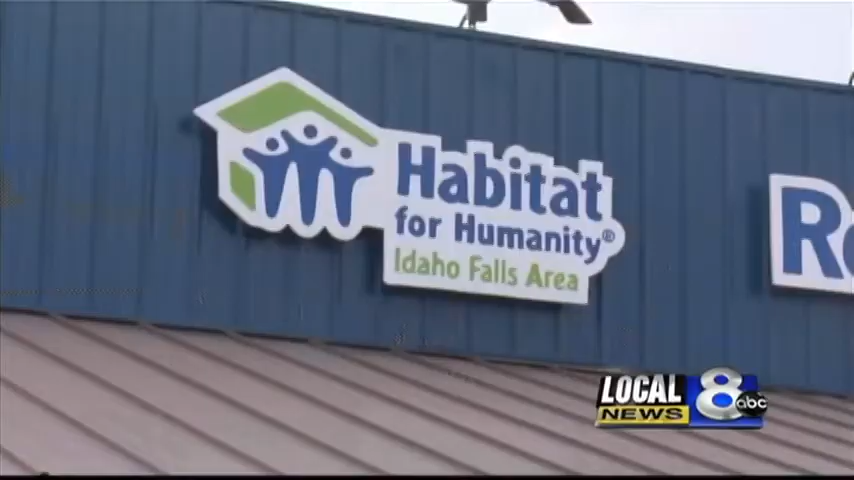 Habitat
for Humanity®
Idaho Falls Area
LOCAL
NEWS
8
abc